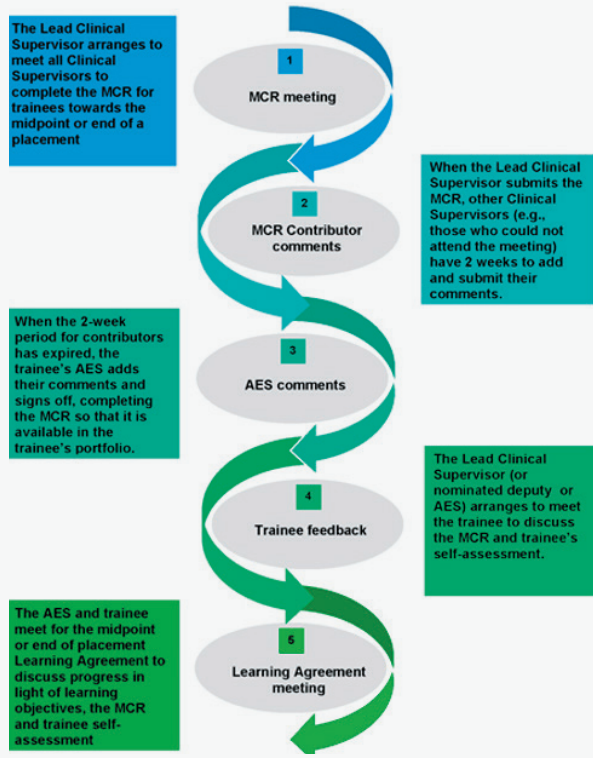 The Lead Clinical
Supervisor arranges to
meet all Clinical
Supervisors to
complete the MCR for
trainees towards the
midpoint or end of a
placement
1
MCR meeting
When the Lead Clinical
Supervisor submits the
MCR, other Clinical
Supervisors (e.g.,
those who could not
attend the meeting)
have 2 weeks to add
and submit their
comments.
2
MCR Contributor
comments
When the 2-week
period for contributors
has expired, the
trainee's AES adds
their comments and
signs off, completing
the MCR so that it is
available in the
trainee's portfolio.
3
AES comments
The Lead Clinical
Supervisor (or
nominated deputy or
AES) arranges to meet
the trainee to discuss
the MCR and trainee's
self-assessment.
4
Trainee feedback
The AES and trainee
meet for the midpoint
or end of placement
Learning Agreement to
discuss progress in
light of learning
objectives, the MCR
and trainee self-
assessment
5
Learning Agreement
meeting